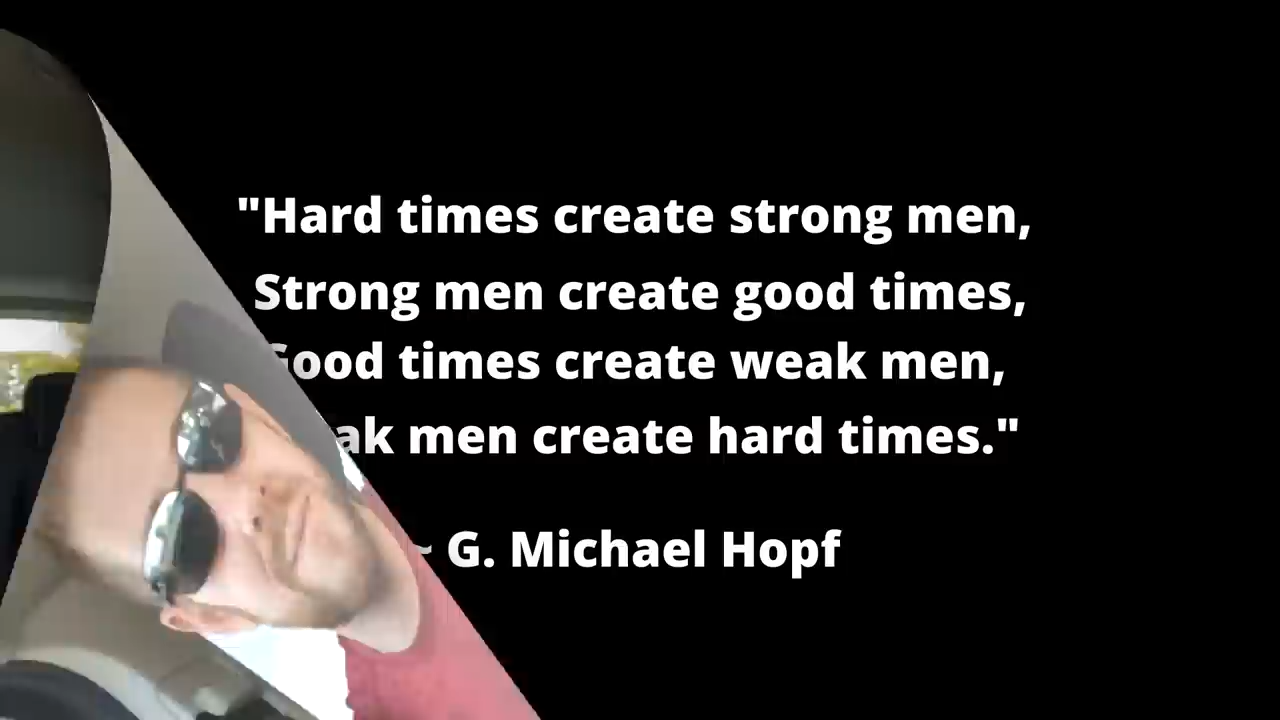 "Hard times create strong men,
Strong men create good times,
Good times create weak men,
men create hard times."
~ G. Michael Hopf